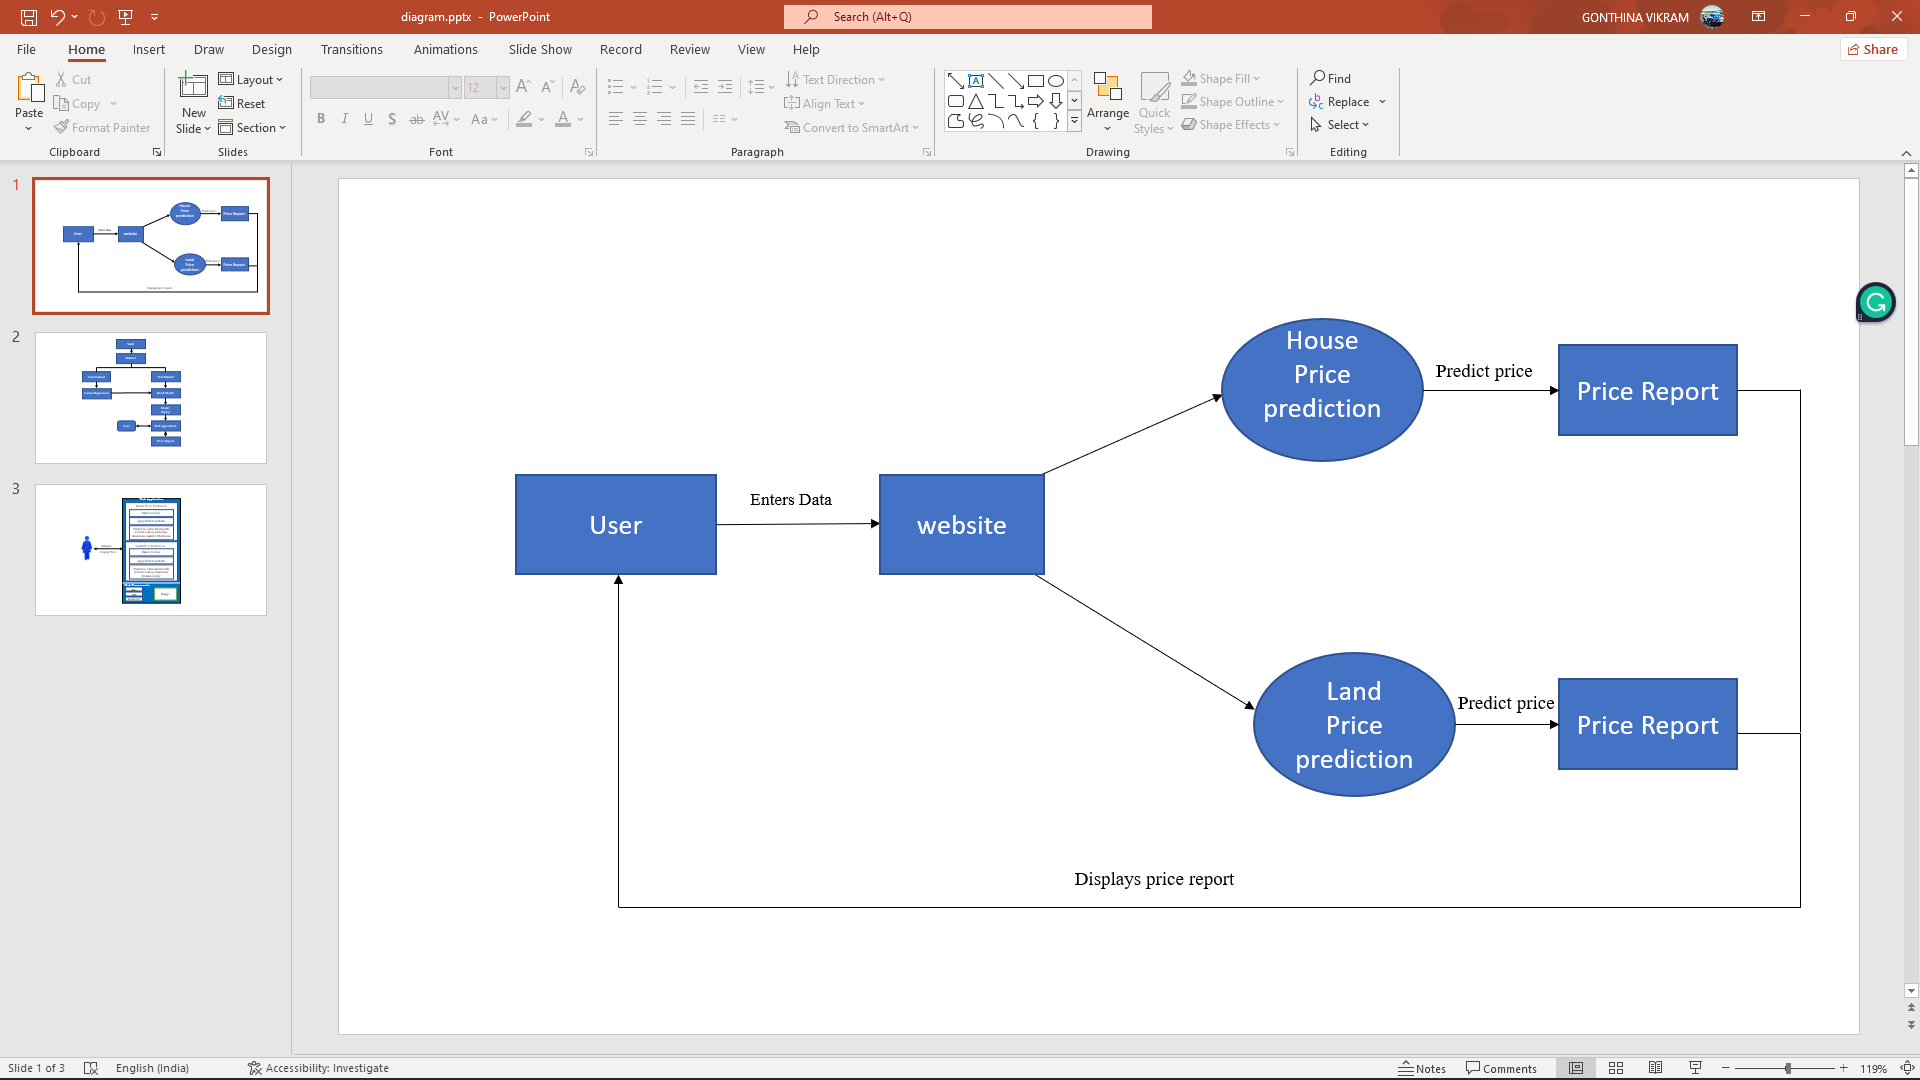 diagram.pptx - PowerPoint
Search (Alt+Q)
GONTHINA VIKRAM
File Home Insert Draw Design Transitions Animations Slide Show Record Review View Help
Share
Paste
Cut
Copy
Format Painter
Clipboard
New
Slide
Layout
Reset
Section
Slides
12
Font
Text Direction
Align Text
Convert to SmartArt
Paragraph
Arrange
Quick
Styles
Shape Fill
Shape Outline
Shape Effects
Drawing
Find
Replace
Select
Editing
1
2
3
House
Price
prediction
Predict price
Price Report
User
Enters Data
website
Land
Price
prediction
Predict price
Price Report
Displays price report
Slide 1 of 3
English (India)
Accessibility: Investigate
Notes
Comments
119%